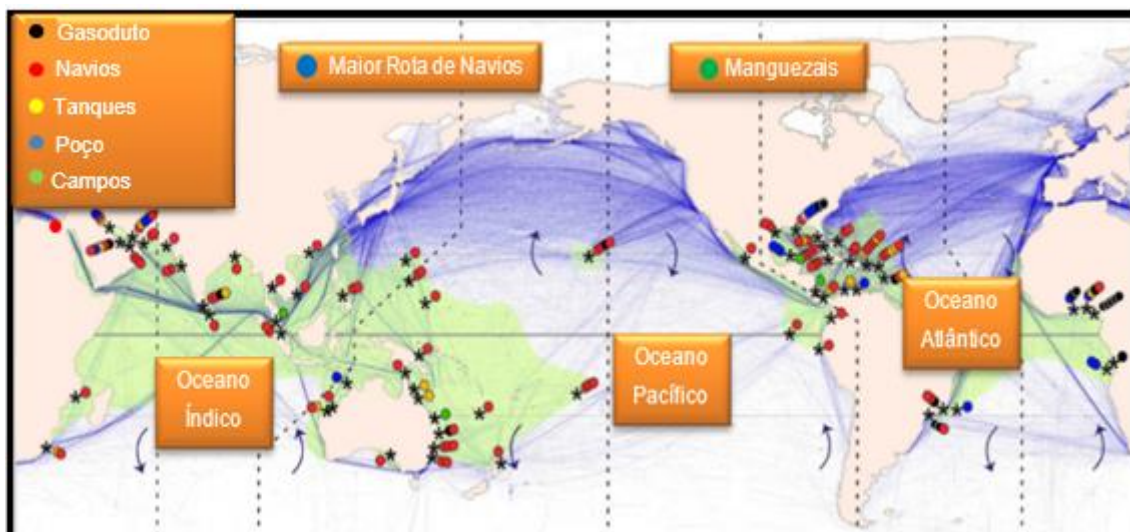 Gasoduto
Navios
Tanques
Poço
Campos
Maior Rota de Navios
Manguezais
Oceano
Índico
Oceano
Pacífico
Oceano
Atlântico